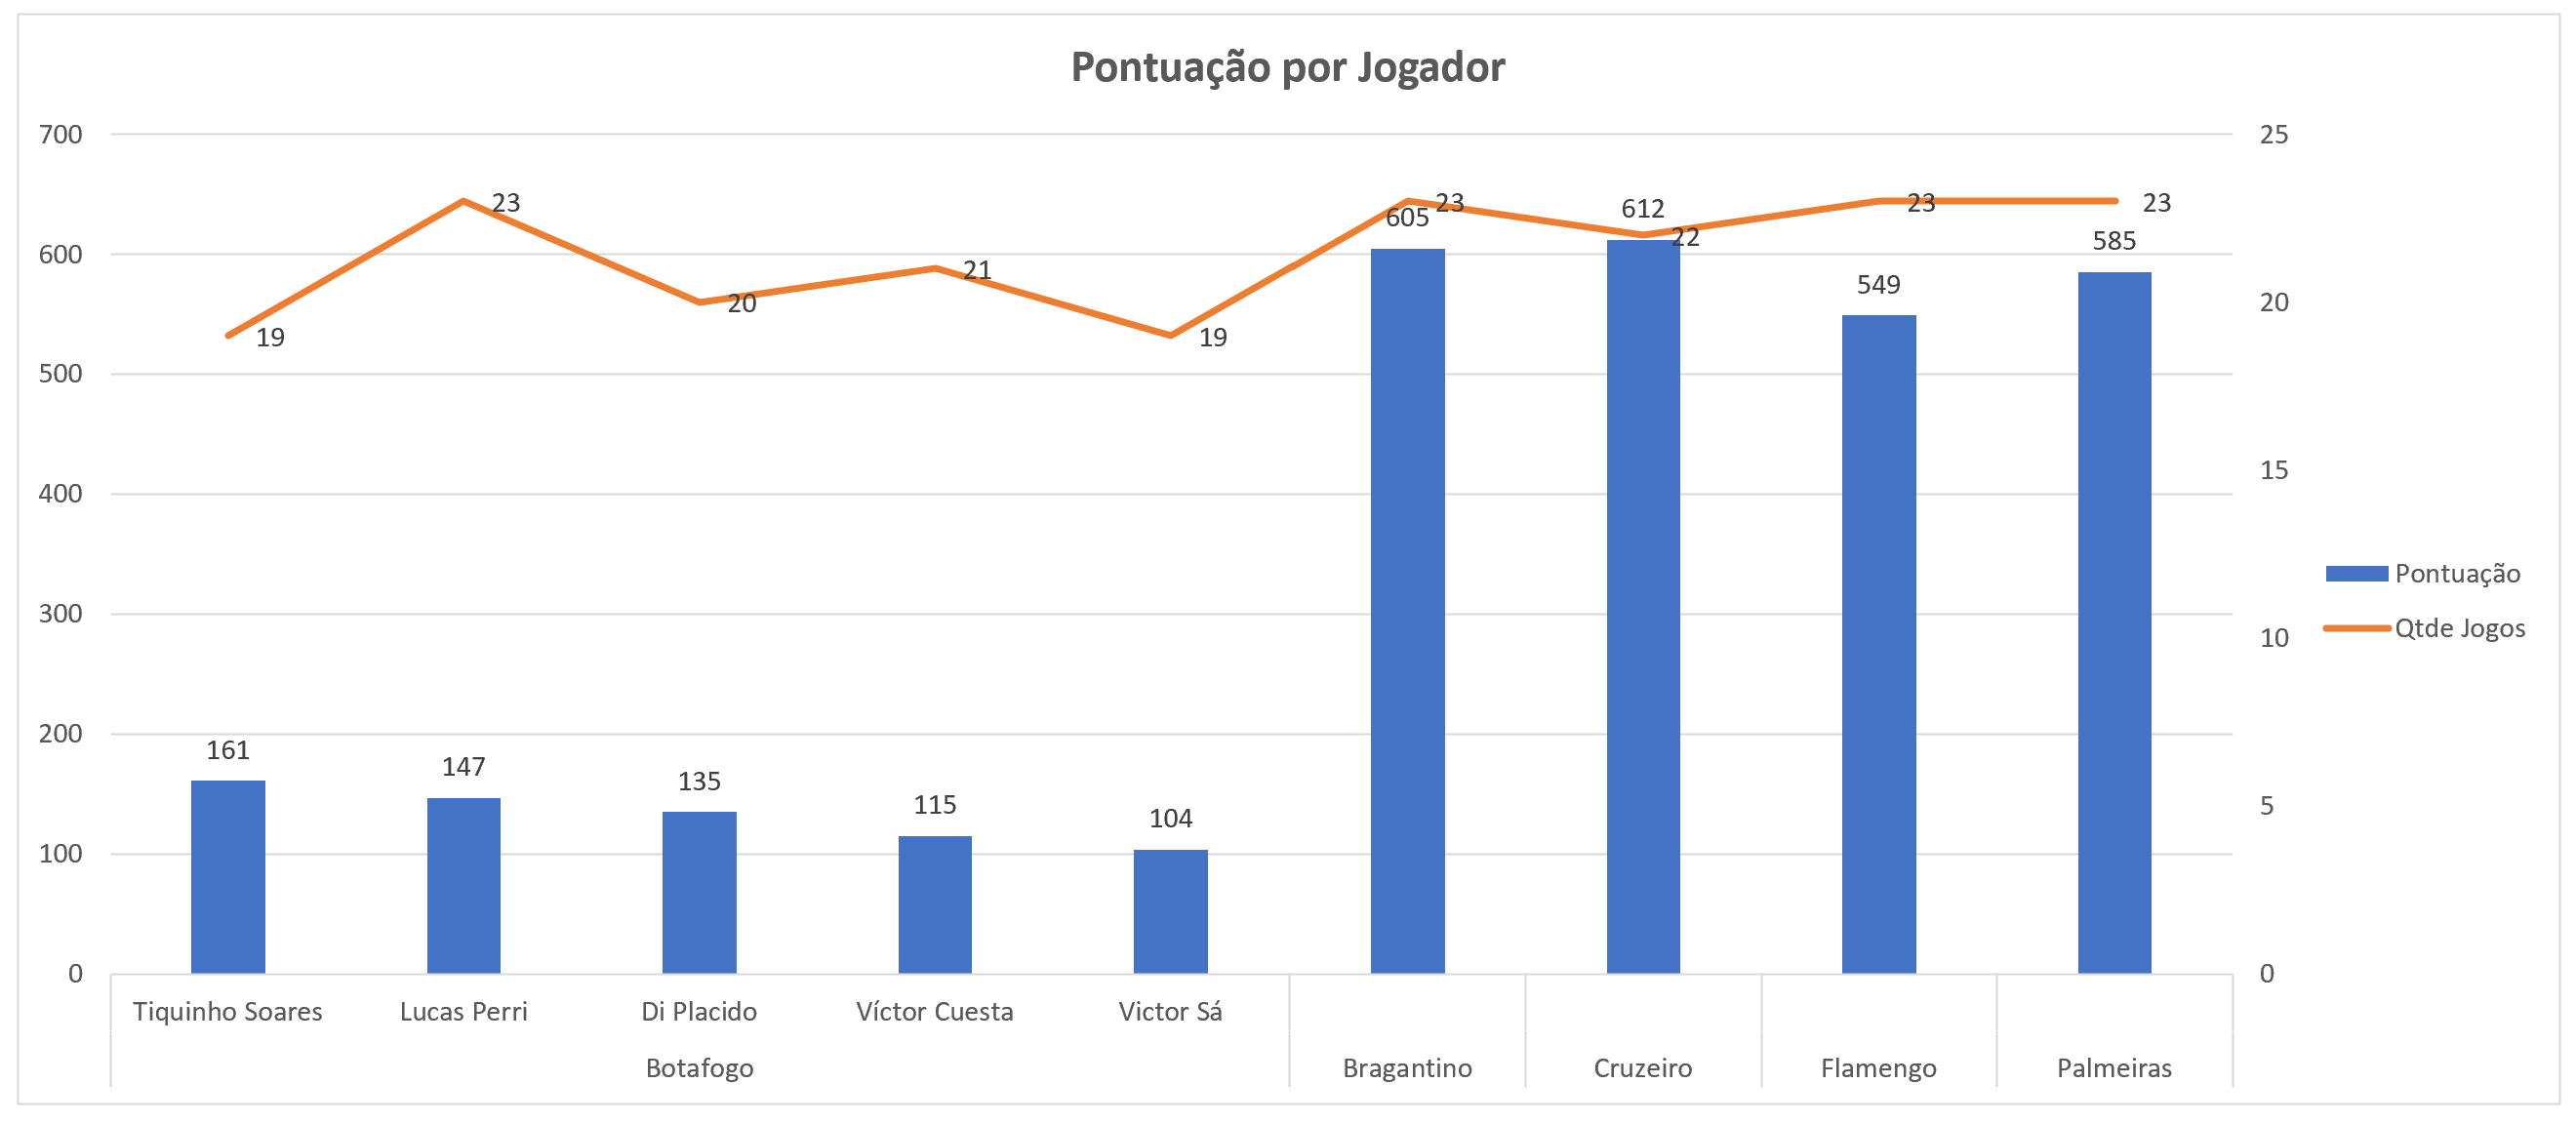 Pontuação por Jogador
700
600
500
400
300
200
100
0
25
20
15
10
5
0
19
23
20
21
19
23
22
23
23
161
147
135
115
104
605
612
549
585
Tiquinho Soares
Lucas Perri
Di Placido
Víctor Cuesta
Victor Sá
Botafogo
Bragantino
Cruzeiro
Flamengo
Palmeiras
Pontuação
Qtde Jogos